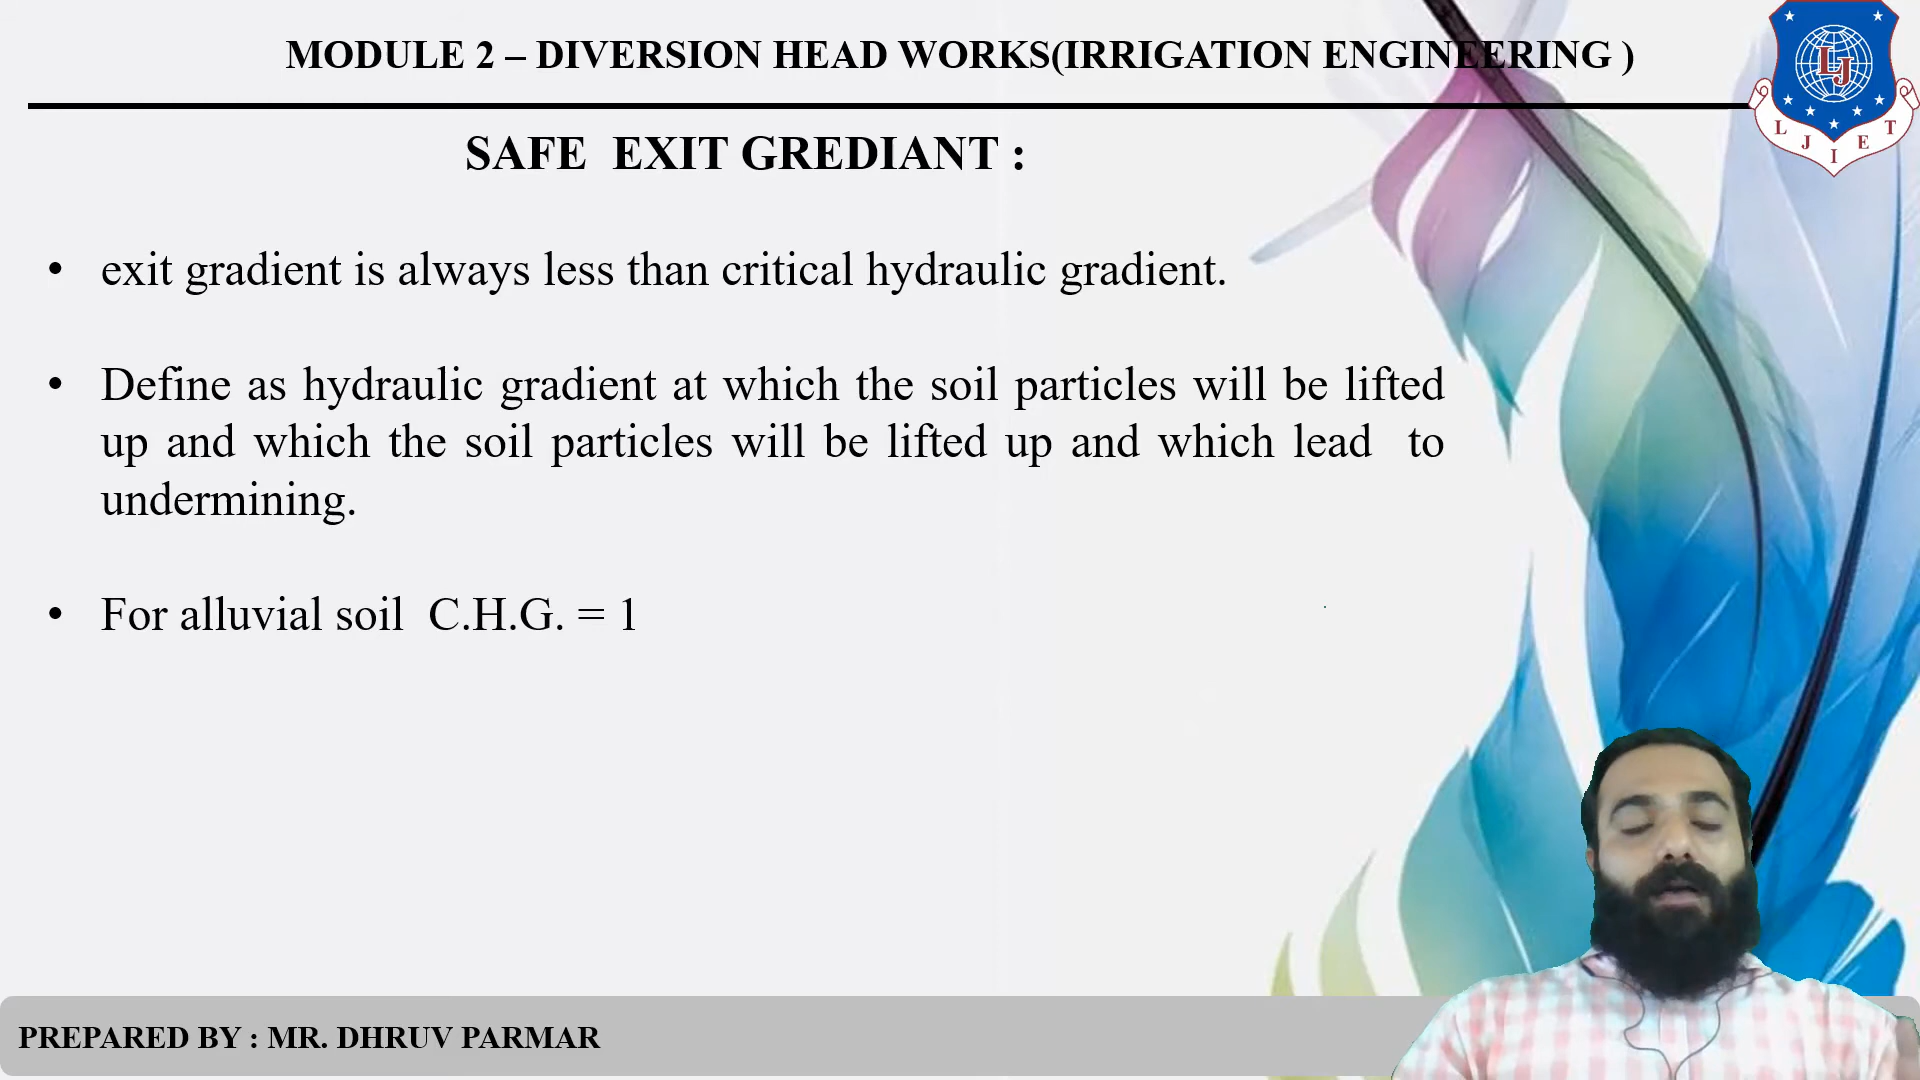 MODULE 2 – DIVERSION HEAD WORKS(IRRIGATION ENGINEERING )
LJ
L J I E T
SAFE EXIT GREDIANT :
• exit gradient is always less than critical hydraulic gradient.
• Define as hydraulic gradient at which the soil particles will be lifted
up and which the soil particles will be lifted up and which lead to
undermining.
• For alluvial soil C.H.G. = 1
PREPARED BY : MR. DHRUV PARMAR